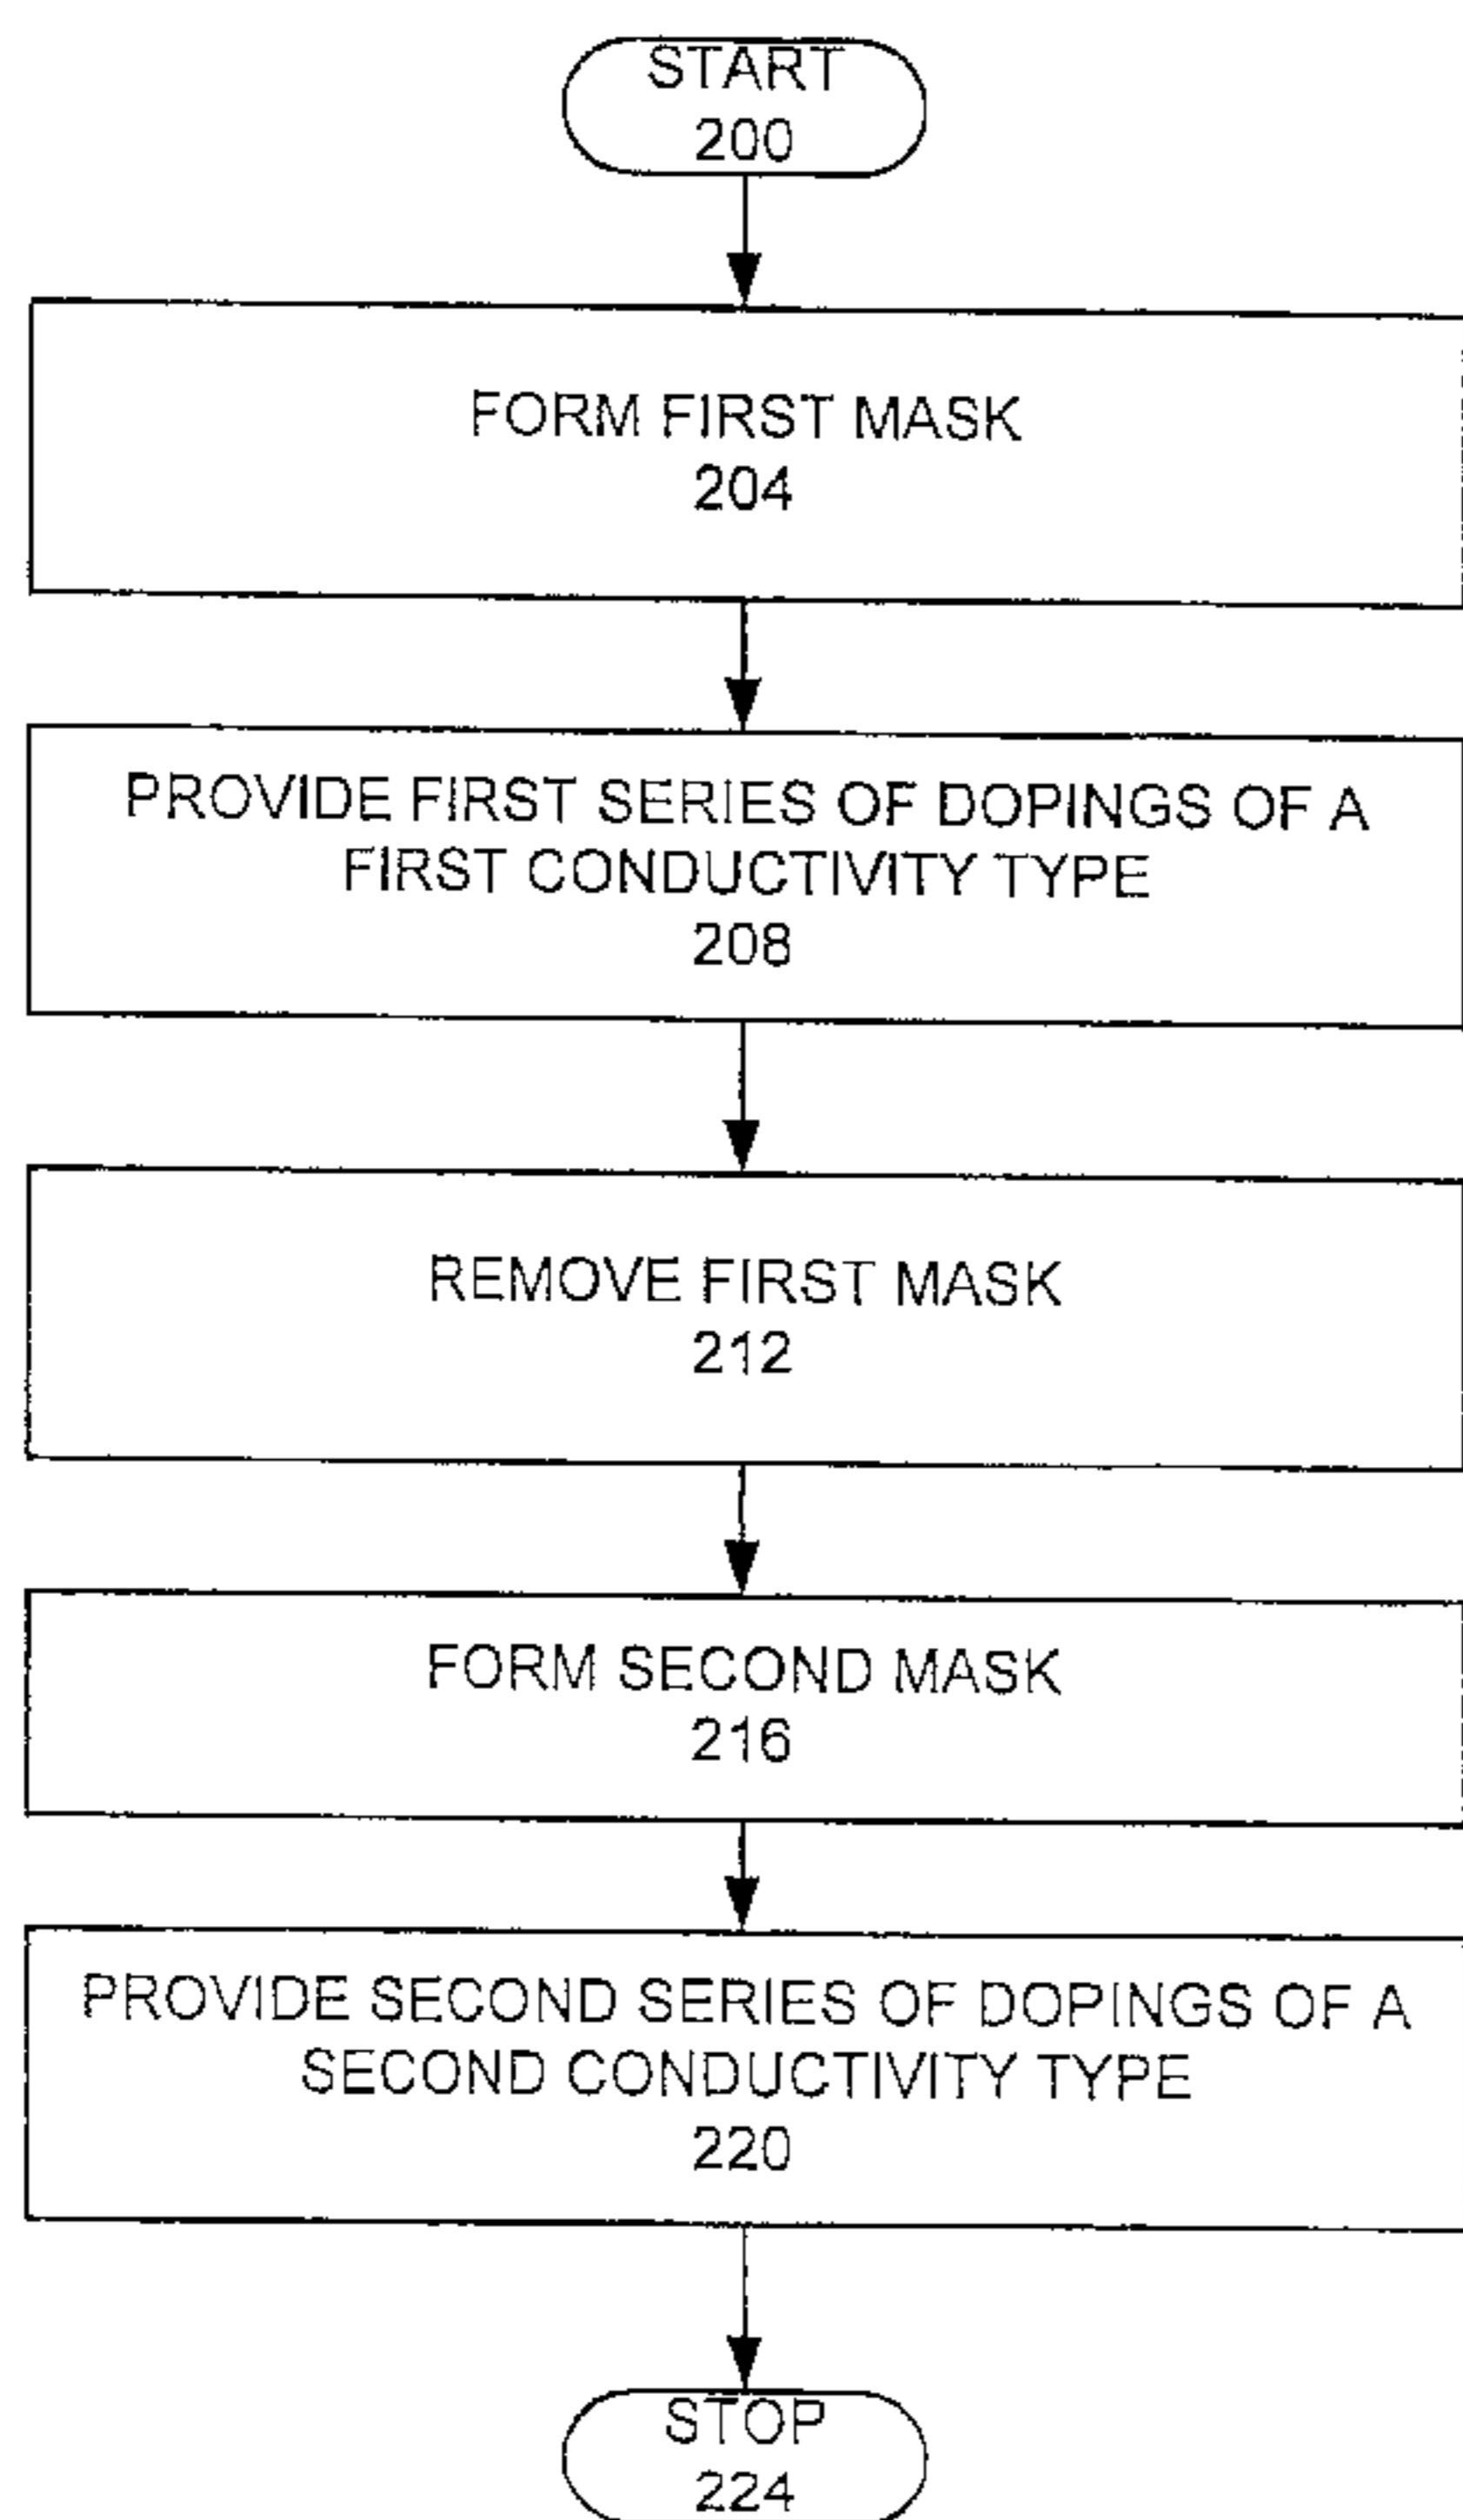 START
200
FORM FIRST MASK
204
PROVIDE FIRST SERIES OF DOPINGS OF A
FIRST CONDUCTIVITY TYPE
208
REMOVE FIRST MASK
212
FORM SECOND MASK
216
PROVIDE SECOND SERIES OF DOPINGS OF A
SECOND CONDUCTIVITY TYPE
220
STOP
224